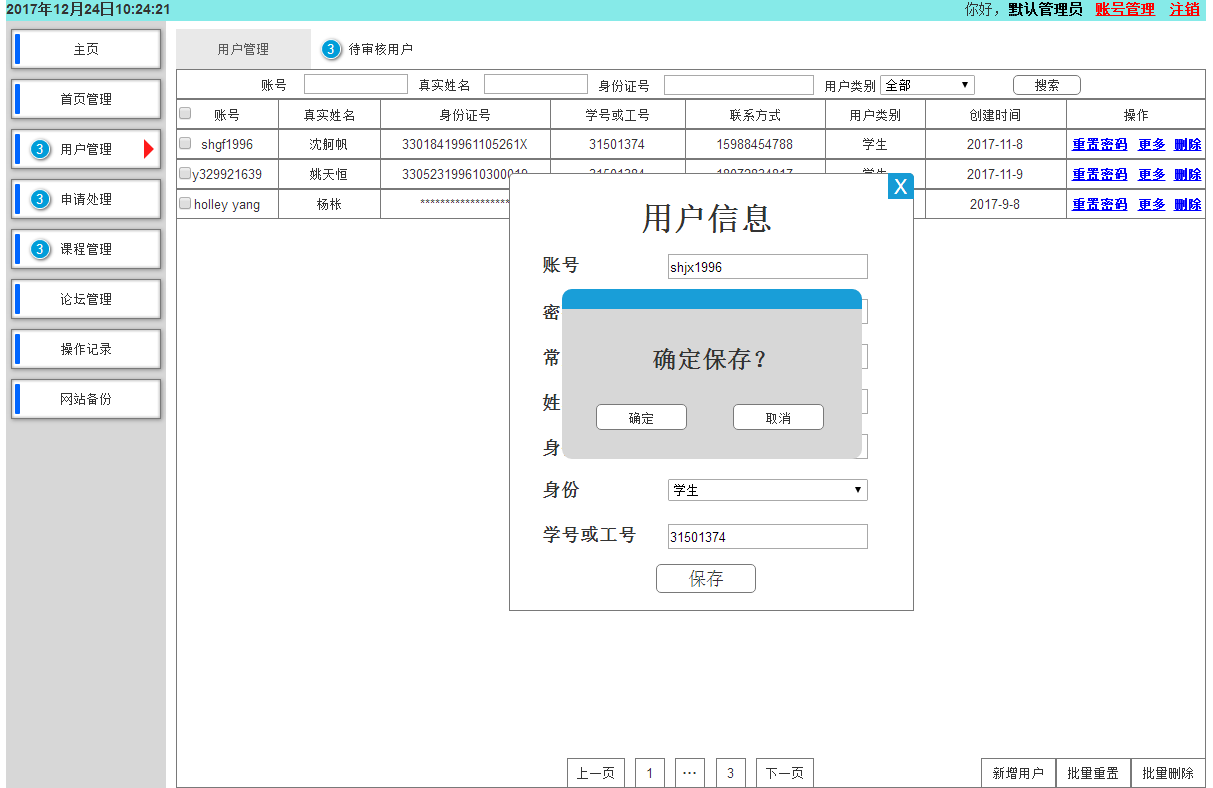 2017年12月24日10:24:21 你好，默认管理员 账号管理 注销
主页
首页管理
3 用户管理
3 申请处理
3 课程管理
论坛管理
操作记录
网站备份
用户管理 3 待审核用户
账号 真实姓名 身份证号 用户类别 全部 搜索
账号 真实姓名 身份证号 学号或工号 联系方式 用户类别 创建时间 操作
shgf1996 沈舸帆 33018419961105261X 31501374 15988454788 学生 2017-11-8 重置密码 更多 删除
y329921639 姚天恒 2017-11-9 重置密码 更多 删除
holley yang 杨枨 ****************** 2017-9-8 重置密码 更多 删除
X
用户信息
账号 shjx1996
密
常
姓
身
确定保存？
确定 取消
身份 学生
学号或工号 31501374
保存
上一页 1 ... 3 下一页
新增用户 批量重置 批量删除